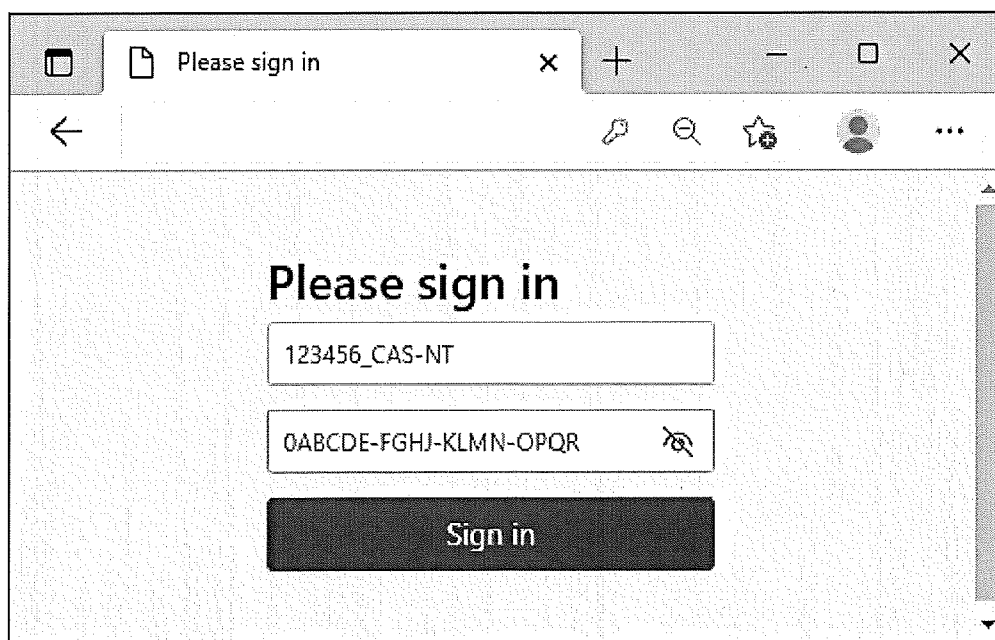 Please sign in
Please sign in
123456_CAS-NT
0ABCDE-FGHJ-KLMN-OPQR
Sign in